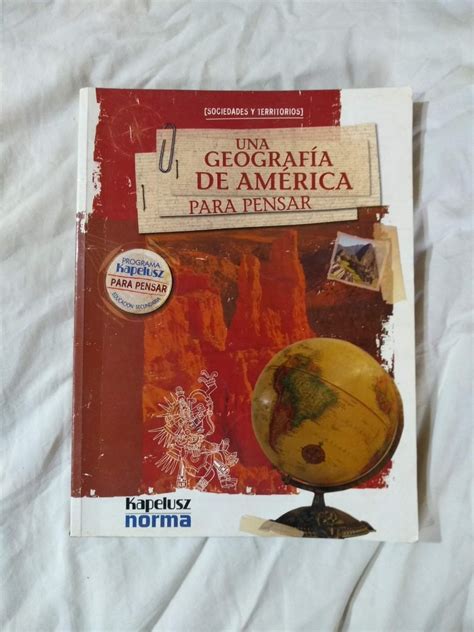 [SOCIEDADES Y TERRITORIOS]
UNA
GEOGRAFÍA
DE AMÉRICA
PARA PENSAR
PROGRAMA
Kapelusz
PARA PENSAR
EDUCACIÓN SECUNDARIA
Kapelusz
norma